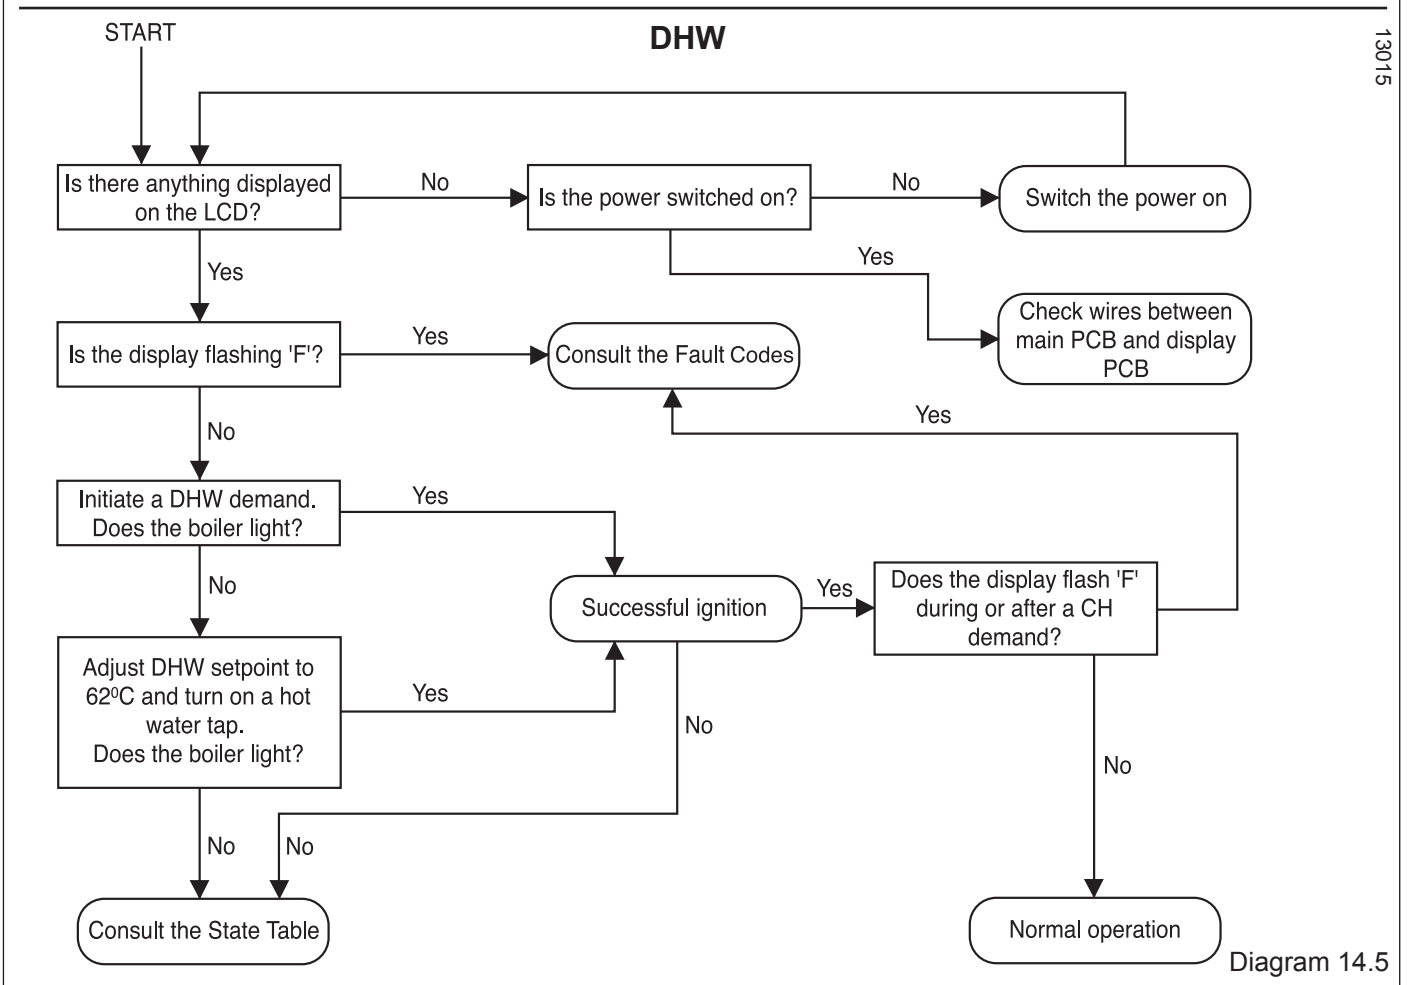 START
DHW
13015
Is there anything displayed
on the LCD?
No
Is the power switched on?
No
Switch the power on
Yes
Yes
Check wires between
main PCB and display
PCB
Is the display flashing 'F'?
Yes
Consult the Fault Codes
Yes
No
Initiate a DHW demand.
Does the boiler light?
Yes
No
Successful ignition
Yes
Does the display flash 'F'
during or after a CH
demand?
Adjust DHW setpoint to
62⁰C and turn on a hot
water tap.
Does the boiler light?
Yes
No
No
No
No
Consult the State Table
Normal operation
Diagram 14.5